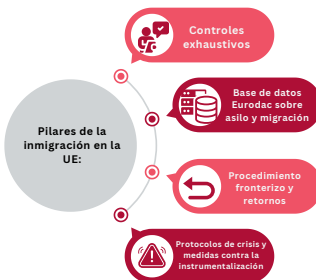 Controles
exhaustivos
Pilares de la
inmigración en la
UE:
Base de datos
Eurodac sobre
asilo y migración
Procedimiento
fronterizo y
retornos
Protocolos de crisis y
medidas contra la
instrumentalización